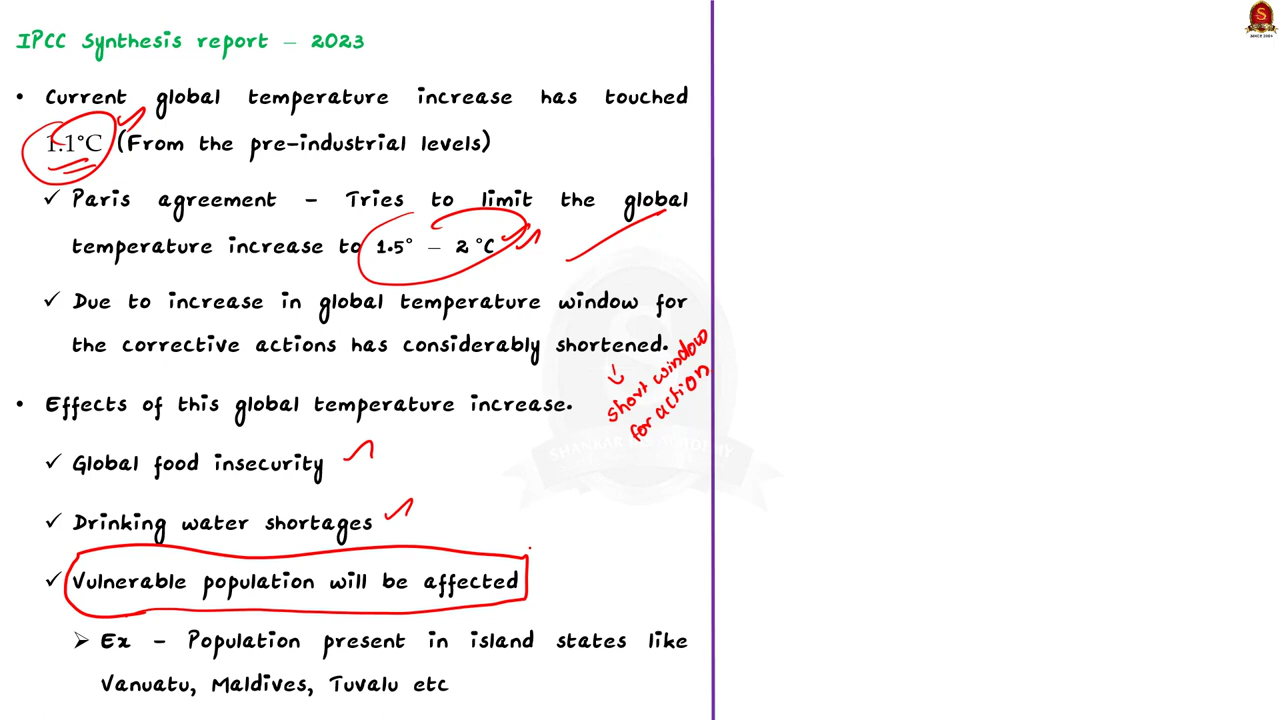 IPCC Synthesis report – 2023
• Current global temperature increase has touched
1.1°C (From the pre-industrial levels)
✓ Paris agreement – Tries to limit the global
temperature increase to 1.5° – 2 °C
✓ Due to increase in global temperature window for
the corrective actions has considerably shortened.
short window
for action
• Effects of this global temperature increase.
✓ Global food insecurity
✓ Drinking water shortages
✓ Vulnerable population will be affected
➢ Ex – Population present in island states like
Vanuatu, Maldives, Tuvalu etc
S
SINCE 2004